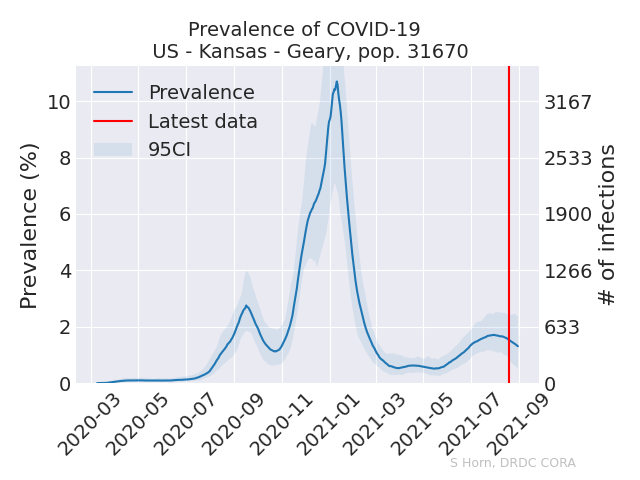 Prevalence of COVID-19
US - Kansas - Geary, pop. 31670
Prevalence
Latest data
95CI
Prevalence (%)
10
8
6
4
2
0
# of infections
3167
2533
1900
1266
633
0
2020-03
2020-05
2020-07
2020-09
2020-11
2021-01
2021-03
2021-05
2021-07
2021-09
S Horn, DRDC CORA